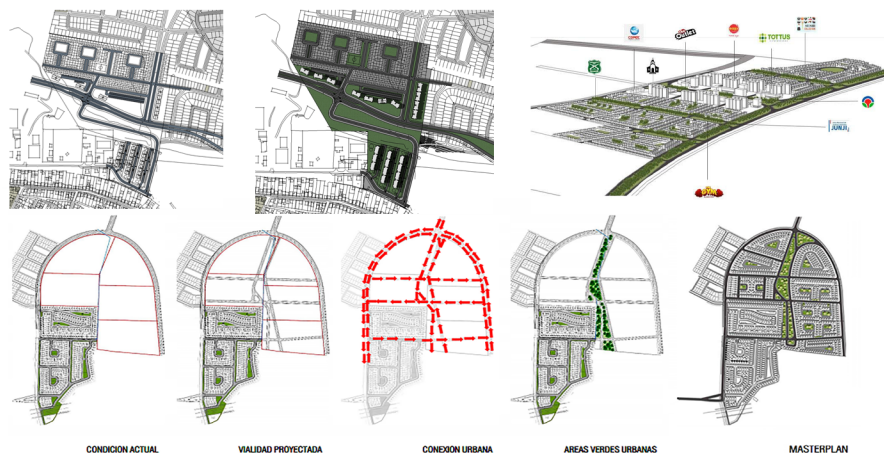 Outlet
TOTTUS
JUNJI
CONDICION ACTUAL
VIALIDAD PROYECTADA
CONEXION URBANA
AREAS VERDES URBANAS
MASTERPLAN